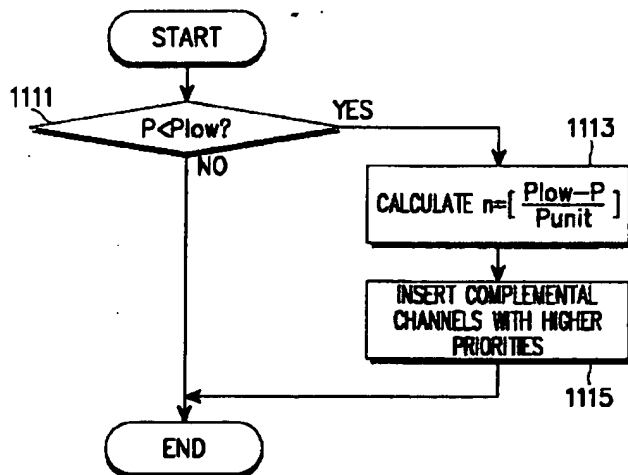 START
1111
P<Plow?
YES
NO
1113
CALCULATE n=[ Plow-P / Punit ]
INSERT COMPLEMENTAL
CHANNELS WITH HIGHER
PRIORITIES
1115
END